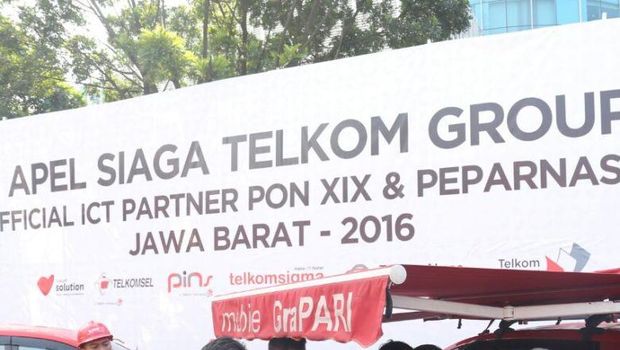 APEL SIAGA TELKOM GROUP
FFICIAL ICT PARTNER PON XIX & PEPARNAS
JAWA BARAT - 2016
solution TELKOMSEL pins telkomsigma Telkom
mobile GraPARI